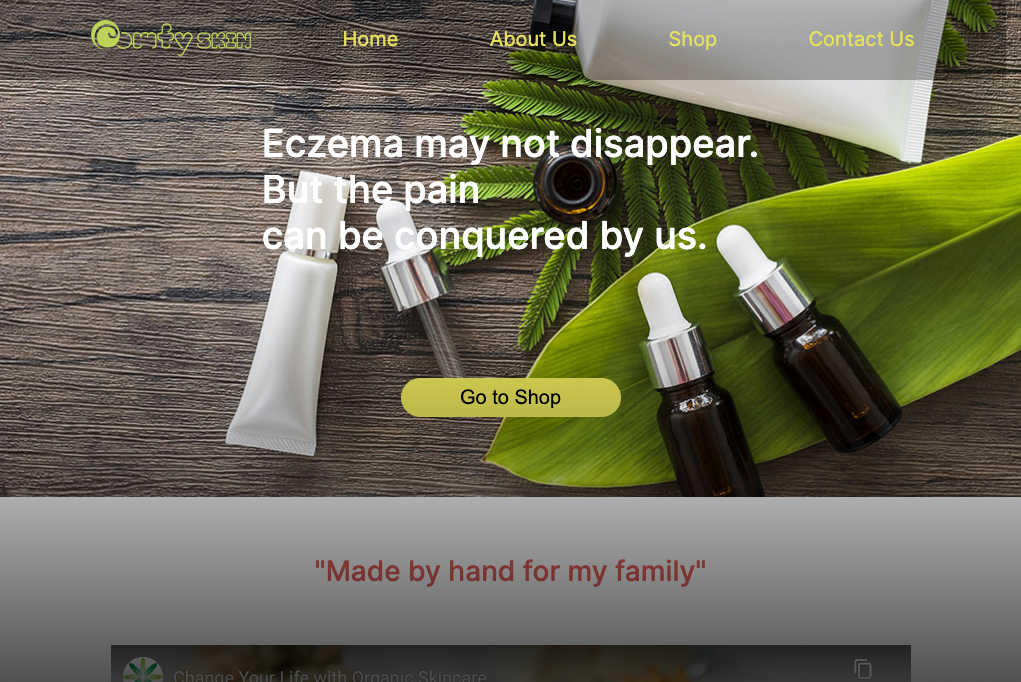 Comfy SKIN
Home
About Us
Shop
Contact Us
Eczema may not disappear.
But the pain
can be conquered by us.
Go to Shop
"Made by hand for my family"
Change Your Life with Organic Skincare